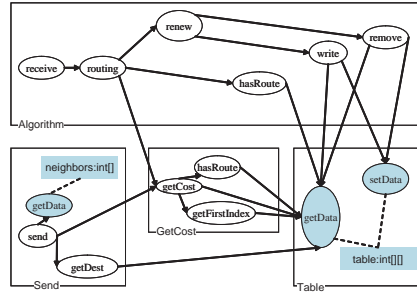 renew
remove
write
receive
routing
hasRoute
Algorithm
neighbors:int[]
getData
send
getDest
Send
hasRoute
getCost
getFirstIndex
GetCost
setData
getData
table:int[][]
Table